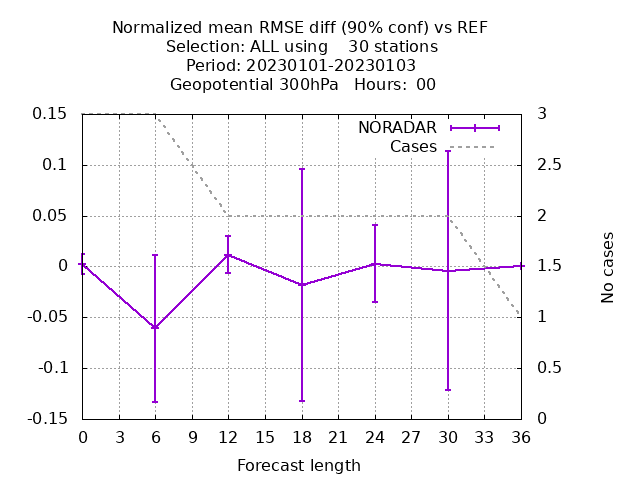 Normalized mean RMSE diff (90% conf) vs REF
Selection: ALL using    30 stations
Period: 20230101-20230103
Geopotential 300hPa   Hours:  00
NORADAR
Cases
0.15
0.1
0.05
0
-0.05
-0.1
-0.15
3
2.5
2
1.5
1
0.5
0
No cases
0 3 6 9 12 15 18 21 24 27 30 33 36
Forecast length